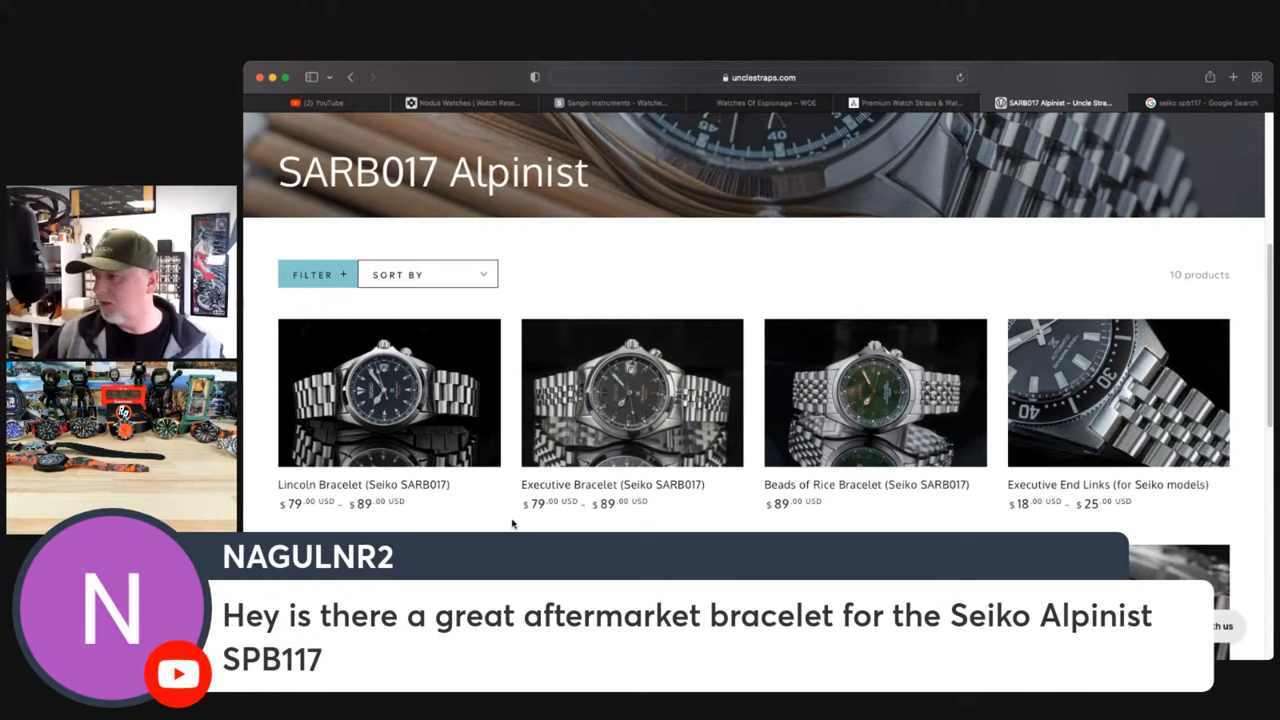 unclestraps.com
(2) YouTube
Nodus Watches | Watch Rese...
Sangin Instruments - Watche...
Watches Of Espionage - WOE
Premium Watch Straps & Wat...
SARB017 Alpinist – Uncle Stra...
seiko spb117 - Google Search
SARB017 Alpinist
FILTER +
SORT BY
10 products
Lincoln Bracelet (Seiko SARB017)
$79.00 USD - $89.00 USD
Executive Bracelet (Seiko SARB017)
$79.00 USD - $89.00 USD
Beads of Rice Bracelet (Seiko SARB017)
$89.00 USD
Executive End Links (for Seiko models)
$18.00 USD - $25.00 USD
th us
N
NAGULNR2
Hey is there a great aftermarket bracelet for the Seiko Alpinist
SPB117